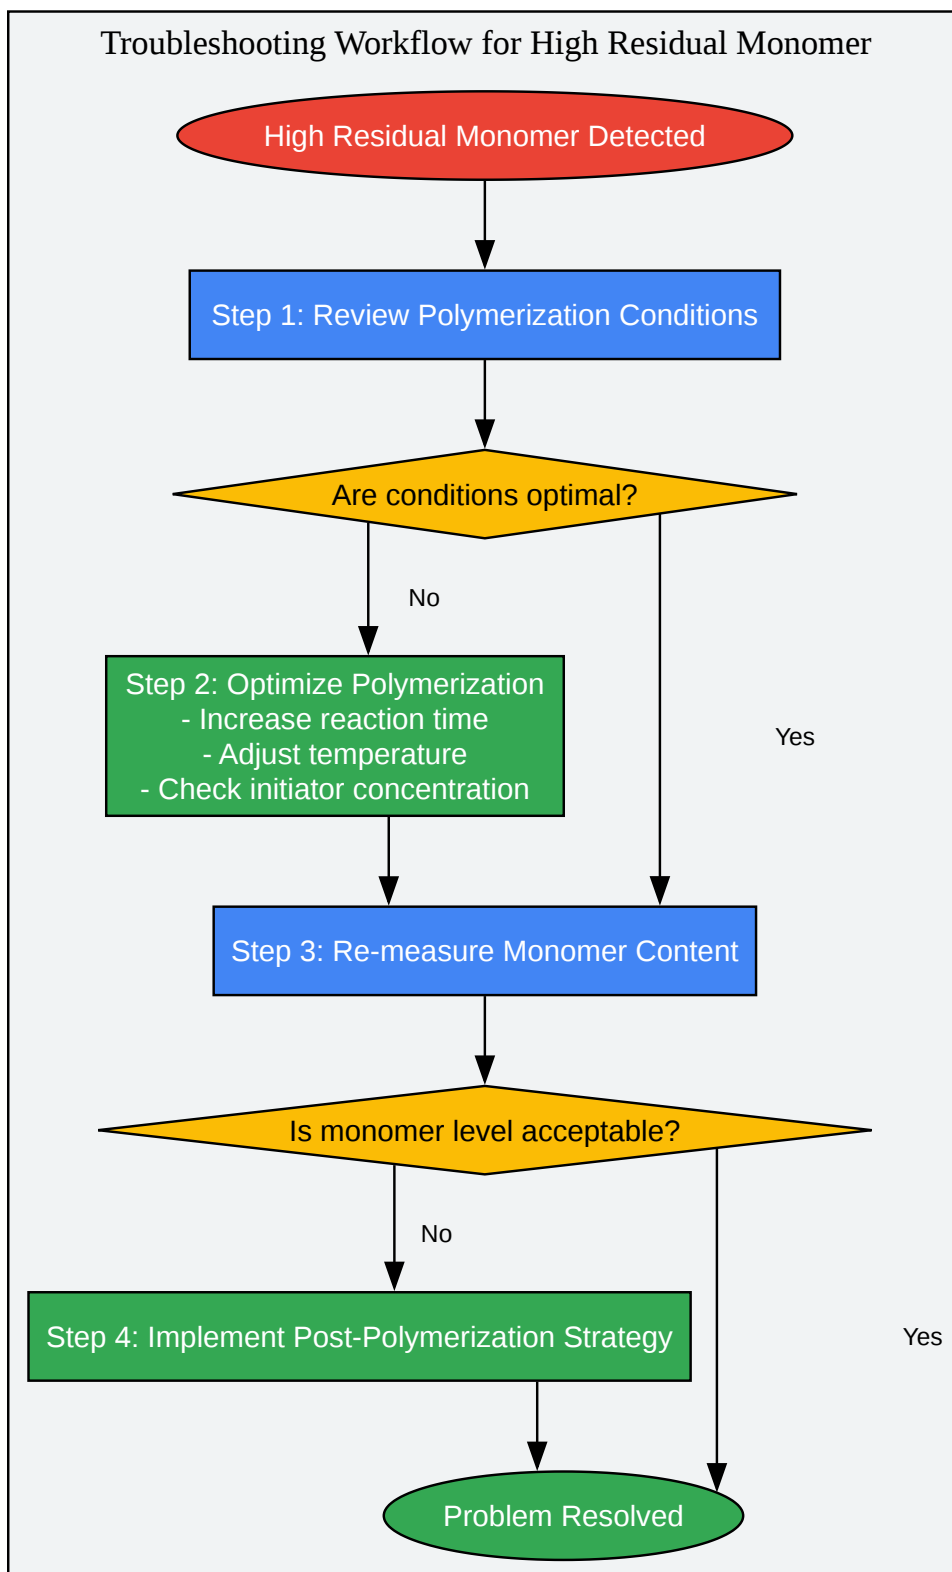 Troubleshooting Workflow for High Residual Monomer
High Residual Monomer Detected
Step 1: Review Polymerization Conditions
Are conditions optimal?
No
Step 2: Optimize Polymerization
- Increase reaction time
- Adjust temperature
- Check initiator concentration
Yes
Step 3: Re-measure Monomer Content
Is monomer level acceptable?
No
Step 4: Implement Post-Polymerization Strategy
Yes
Problem Resolved